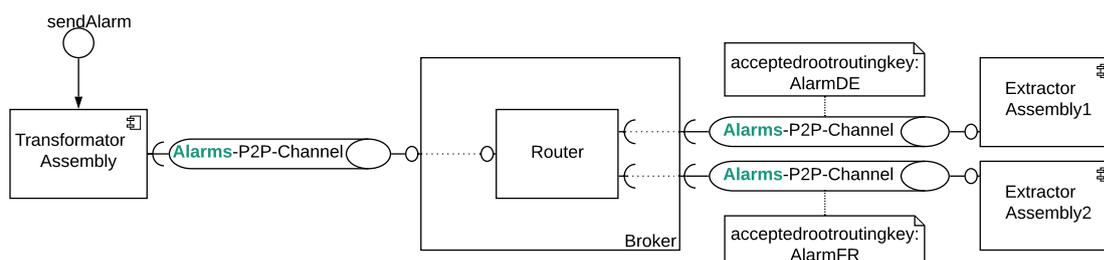 sendAlarm
Transformator
Assembly
Alarms-P2P-Channel
Router
Broker
acceptedrootroutingkey:
AlarmDE
Alarms-P2P-Channel
Alarms-P2P-Channel
acceptedrootroutingkey:
AlarmFR
Extractor
Assembly1
Extractor
Assembly2